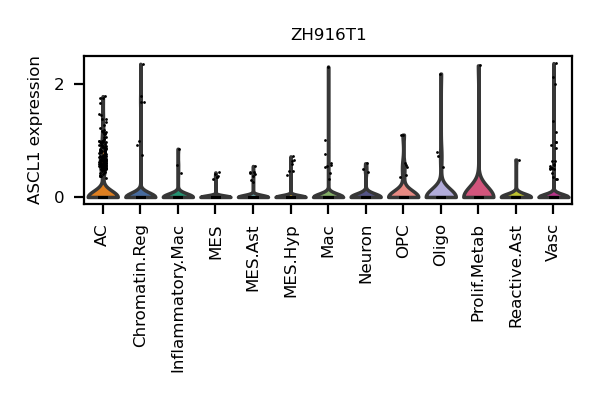 ZH916T1
ASCL1 expression
2
0
AC
Chromatin.Reg
Inflammatory.Mac
MES
MES.Ast
MES.Hyp
Mac
Neuron
OPC
Oligo
Prolif.Metab
Reactive.Ast
Vasc